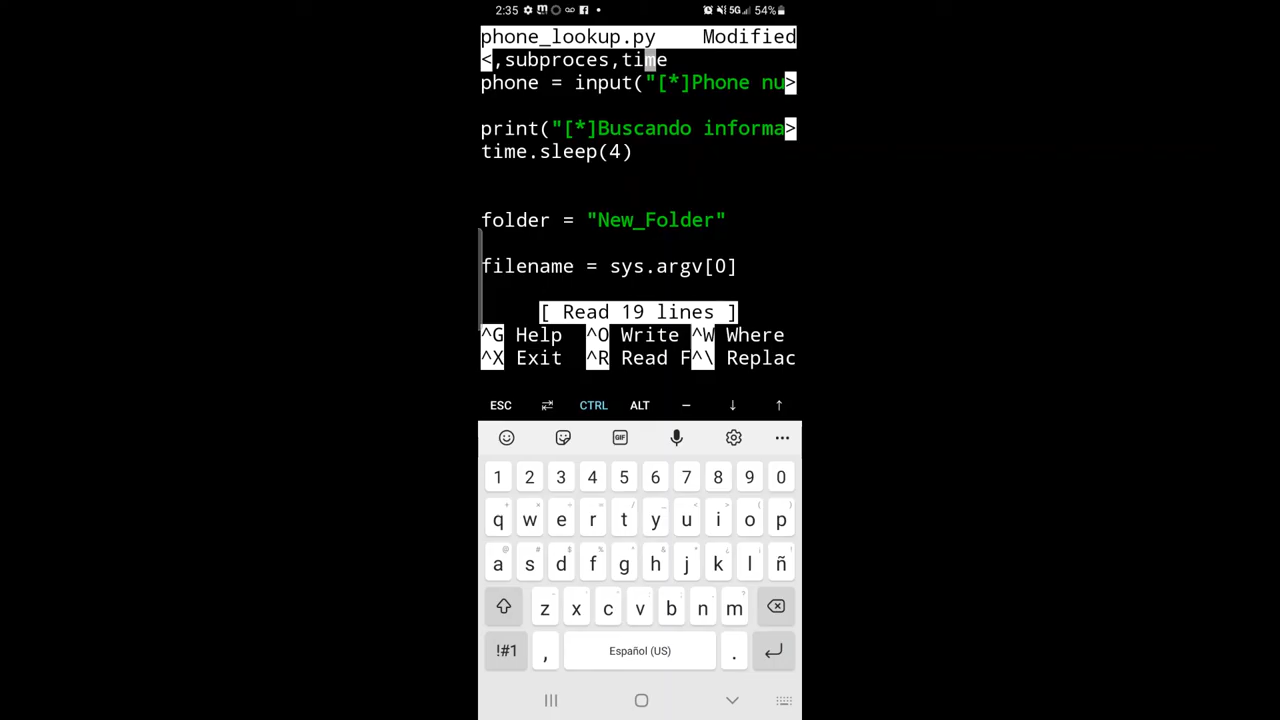 2:35 5G 54%
phone_lookup.py Modified
<,subproces,time
phone = input("[*]Phone nu>
print("[*]Buscando informa>
time.sleep(4)
folder = "New_Folder"
filename = sys.argv[0]
[ Read 19 lines ]
^G Help ^O Write ^W Where
^X Exit ^R Read F^\ Replac
ESC CTRL ALT – ↓ ↑
GIF
1 2 3 4 5 6 7 8 9 0
q w e r t y u i o p
a s d f g h j k l ñ
z x c v b n m
!#1 , Español (US) .